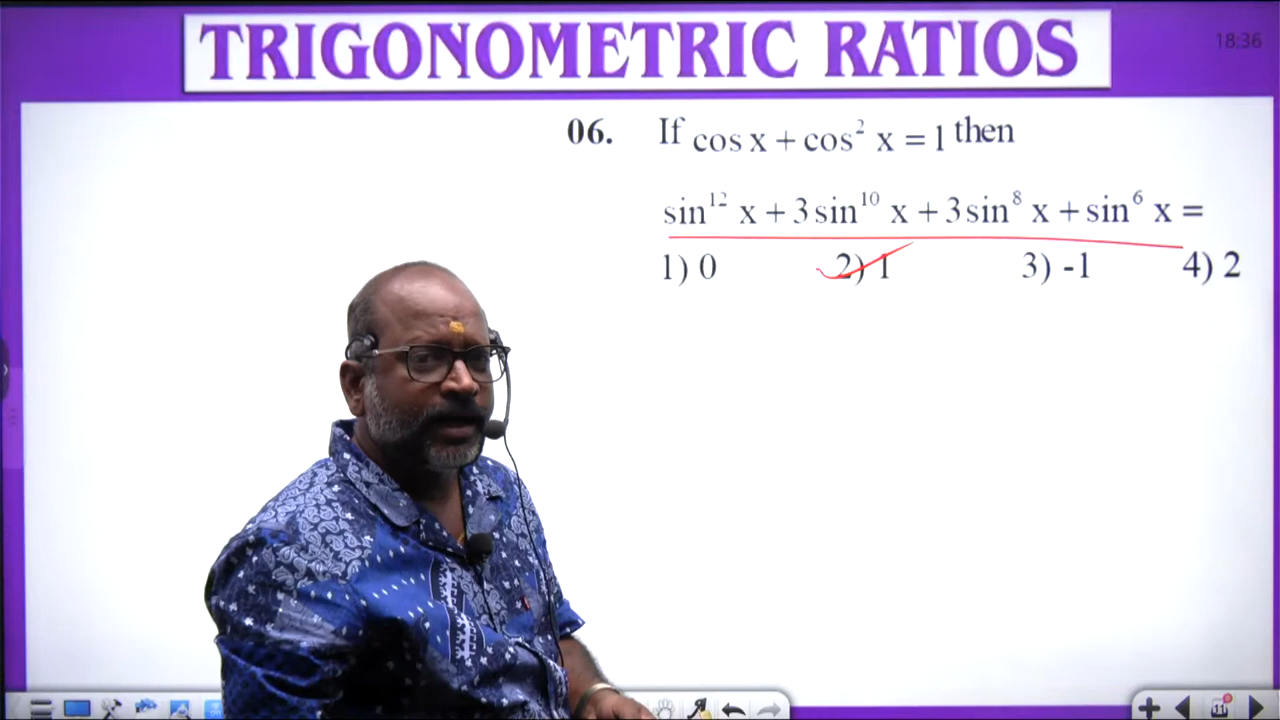 TRIGONOMETRIC RATIOS
18:36
06. If cos x + cos² x = 1 then
sin¹² x + 3 sin¹⁰ x + 3 sin⁸ x + sin⁶ x =
1) 0 2) 1 3) -1 4) 2
11